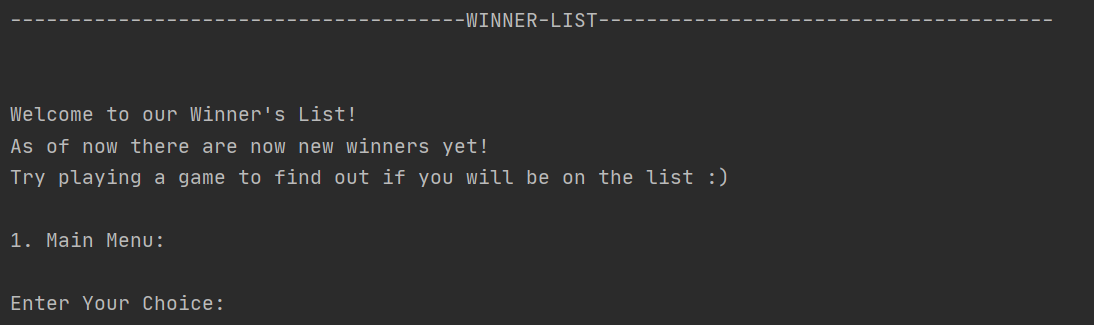 --------------------------------------WINNER-LIST--------------------------------------
Welcome to our Winner's List!
As of now there are now new winners yet!
Try playing a game to find out if you will be on the list :)
1. Main Menu:
Enter Your Choice: